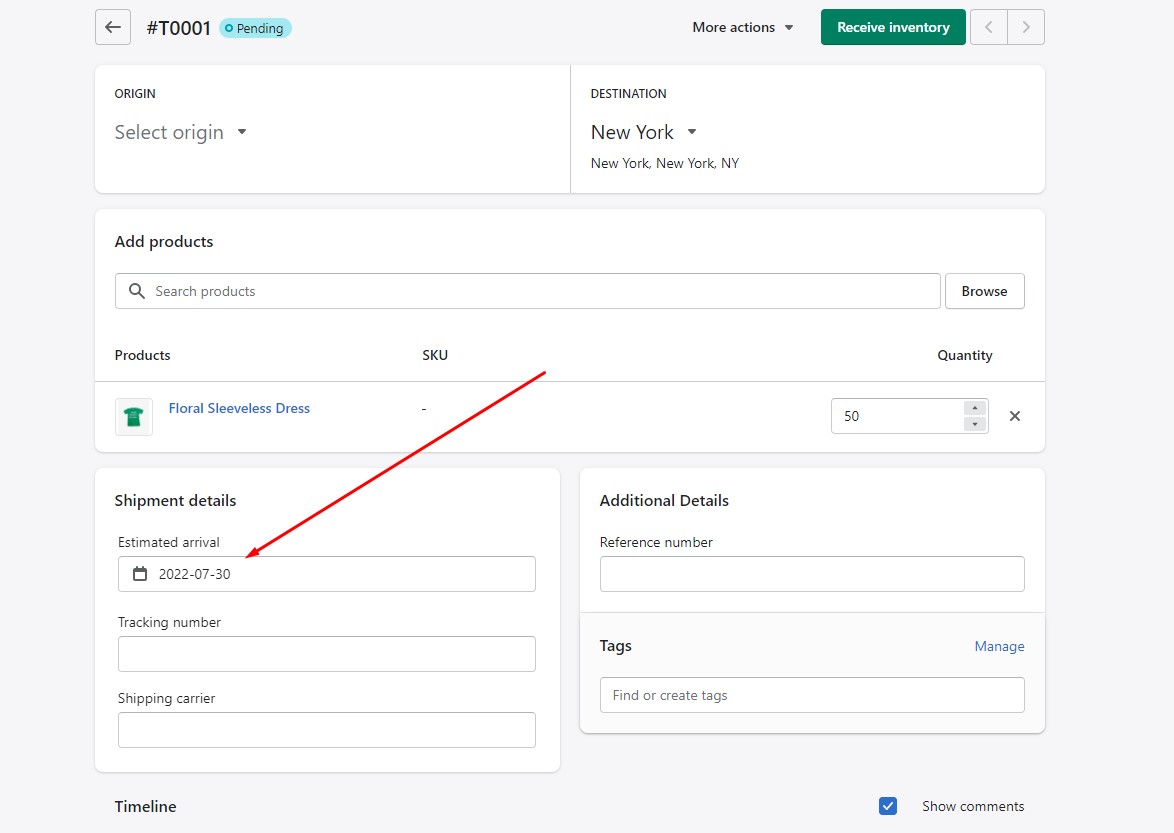 #T0001 Pending More actions Receive inventory
ORIGIN
Select origin
DESTINATION
New York
New York, New York, NY
Add products
Search products Browse
Products SKU Quantity
Floral Sleeveless Dress - 50
Shipment details
Estimated arrival
2022-07-30
Tracking number
Shipping carrier
Additional Details
Reference number
Tags Manage
Find or create tags
Timeline Show comments